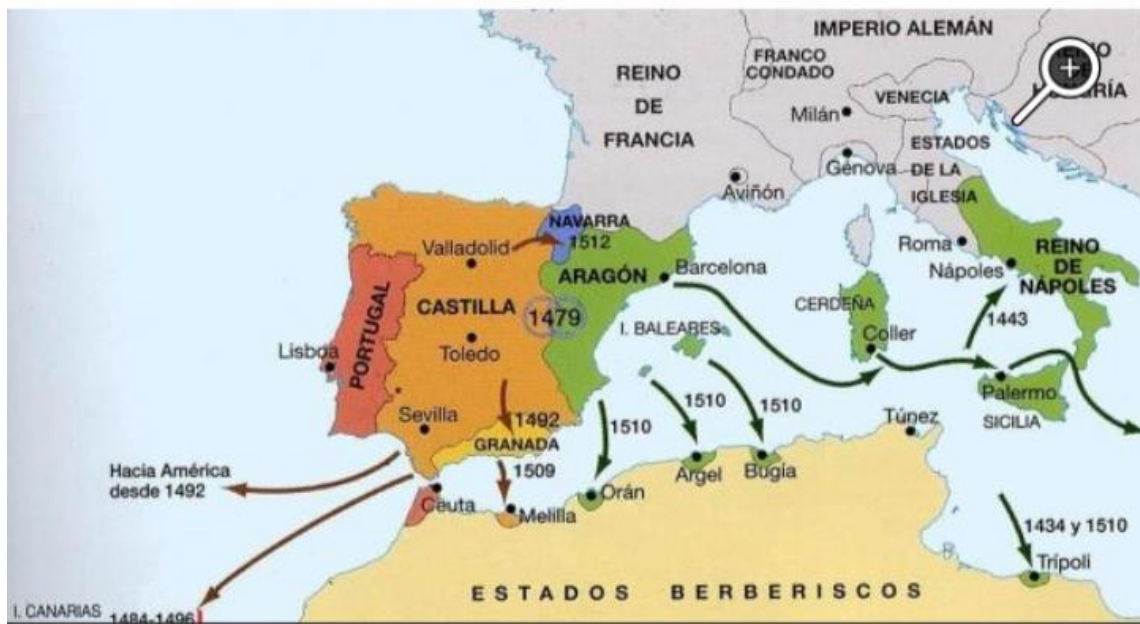 IMPERIO ALEMÁN
FRANCO
CONDADO
REINO
DE
FRANCIA
VENECIA
Milán
ESTADOS
DE LA
IGLESIA
Génova
Aviñón
NAVARRA
1512
Valladolid
ARAGÓN
Barcelona
Roma
Nápoles
REINO
DE
NÁPOLES
CASTILLA
1479
I. BALEARES
CERDEÑA
1443
PORTUGAL
Lisboa
Toledo
Coller
Palermo
SICILIA
Sevilla
1492
GRANADA
1510
1510
1510
Túnez
Hacia América
desde 1492
1509
Ceuta
Melilla
Orán
Argel
Bugía
1434 y 1510
Trípoli
ESTADOS BERBERISCOS
I. CANARIAS
1484-1496